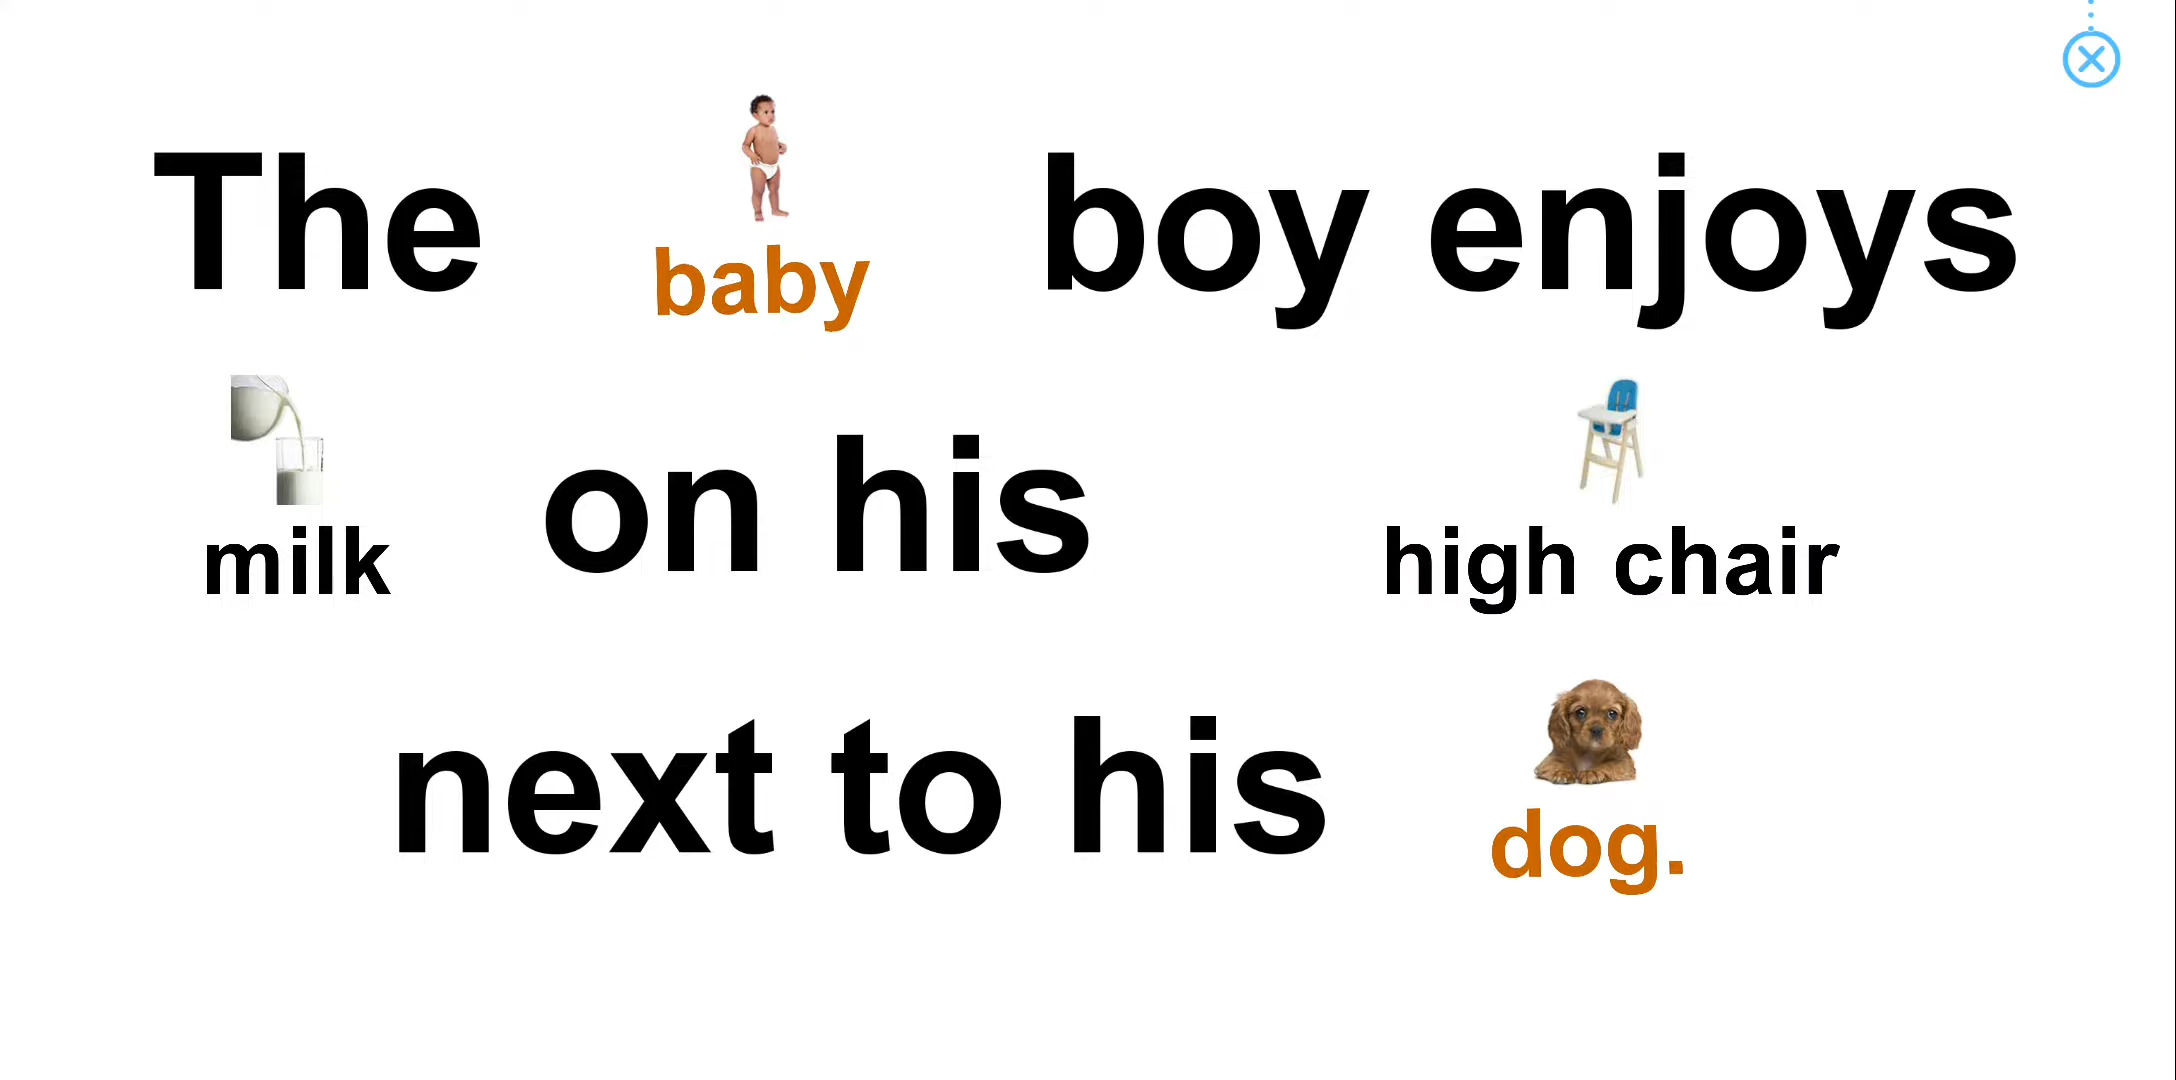 The baby boy enjoys
milk on his high chair
next to his dog.